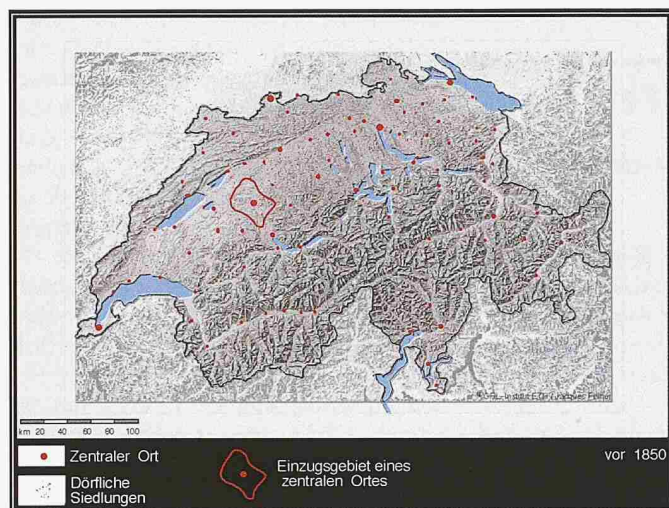 km 20 40 60 80 100
Zentraler Ort
Dörfliche
Siedlungen
Einzugsgebiet eines
zentralen Ortes
vor 1850